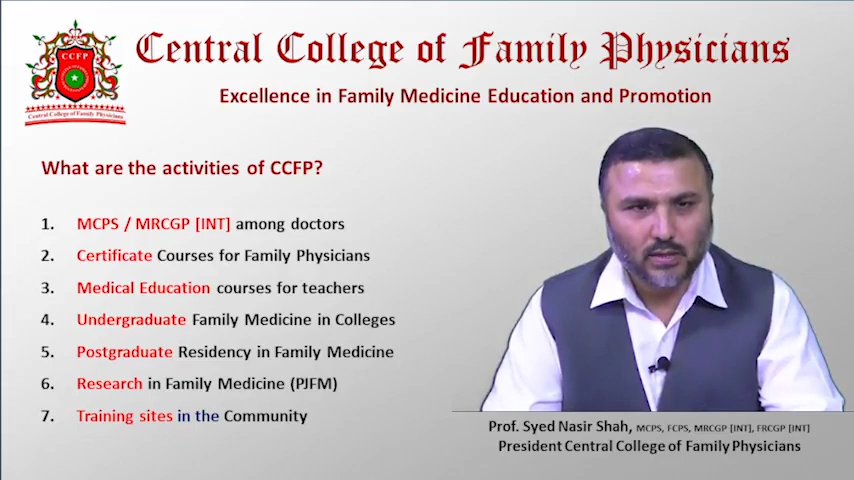 CCFP
Central College of Family Physicians
Central College of Family Physicians
Excellence in Family Medicine Education and Promotion
What are the activities of CCFP?
1. MCPS / MRCGP [INT] among doctors
2. Certificate Courses for Family Physicians
3. Medical Education courses for teachers
4. Undergraduate Family Medicine in Colleges
5. Postgraduate Residency in Family Medicine
6. Research in Family Medicine (PJFM)
7. Training sites in the Community
Prof. Syed Nasir Shah, MCPS, FCPS, MRCGP [INT], FRCGP [INT]
President Central College of Family Physicians